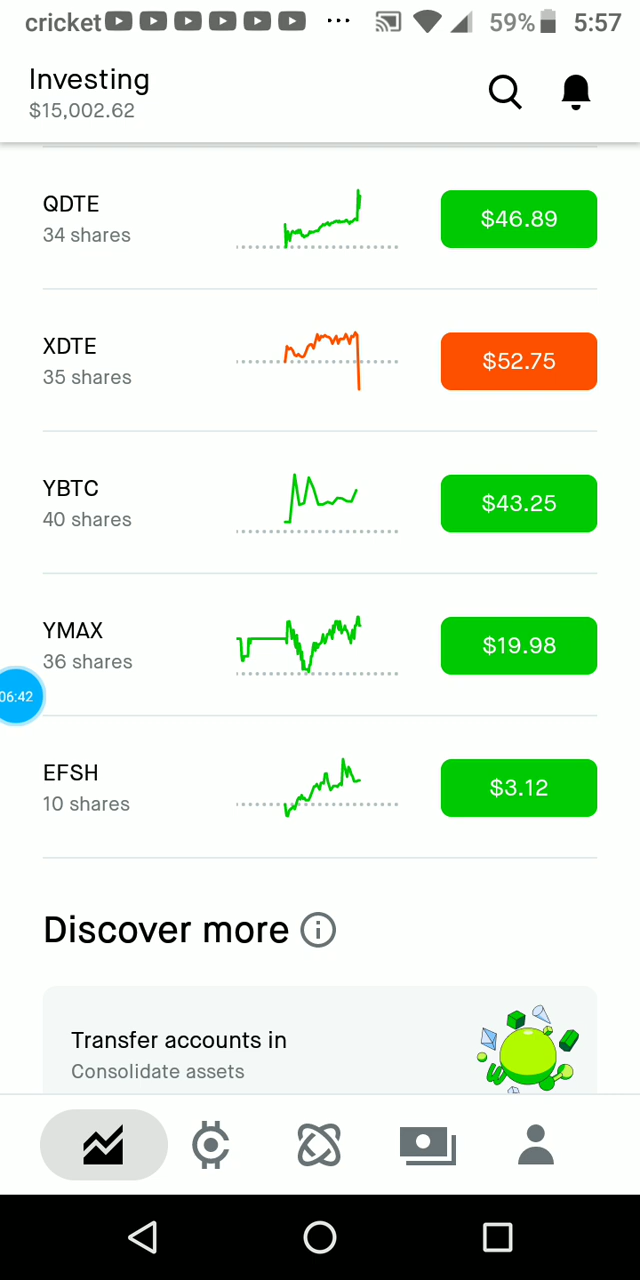 cricket 59% 5:57
Investing
$15,002.62
QDTE
34 shares
$46.89
XDTE
35 shares
$52.75
YBTC
40 shares
$43.25
YMAX
36 shares
$19.98
06:42
EFSH
10 shares
$3.12
Discover more
Transfer accounts in
Consolidate assets